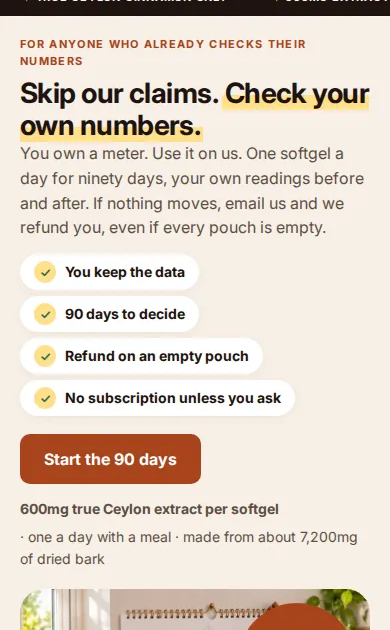 FOR ANYONE WHO ALREADY CHECKS THEIR
NUMBERS
Skip our claims. Check your
own numbers.
You own a meter. Use it on us. One softgel a
day for ninety days, your own readings before
and after. If nothing moves, email us and we
refund you, even if every pouch is empty.
You keep the data
90 days to decide
Refund on an empty pouch
No subscription unless you ask
Start the 90 days
600mg true Ceylon extract per softgel
· one a day with a meal · made from about 7,200mg
of dried bark